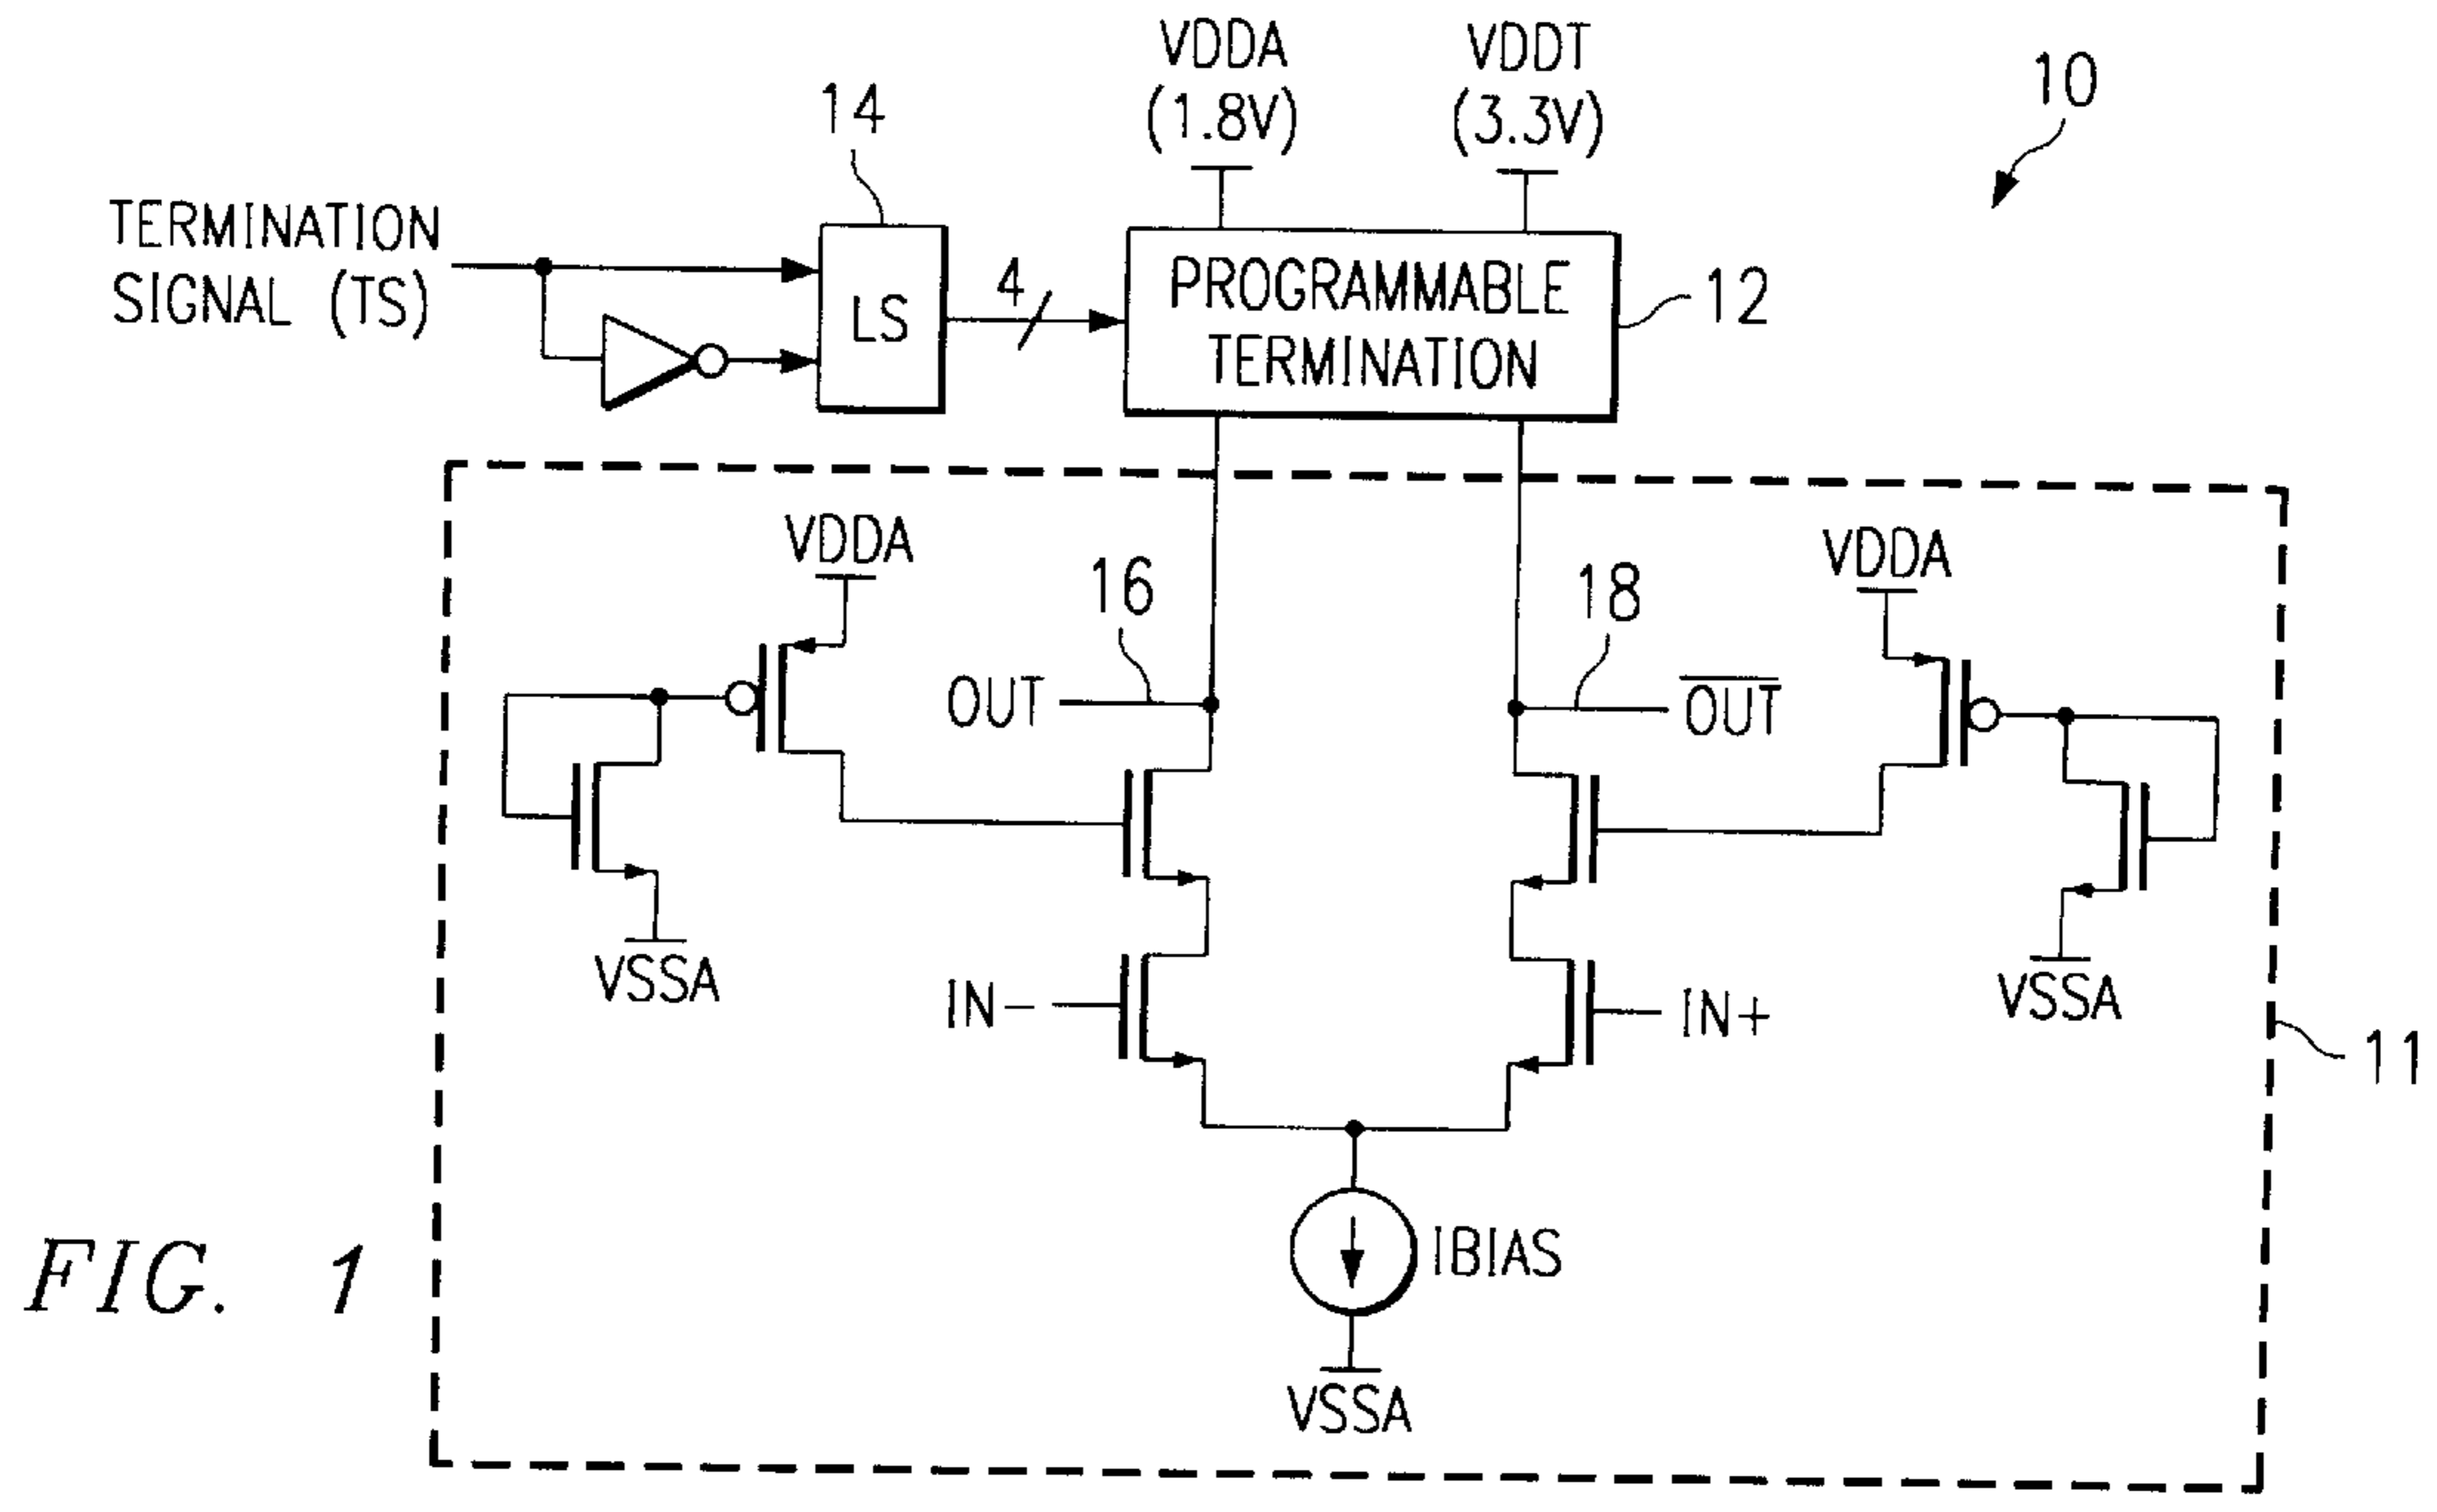 VDDA
(1.8V)
VDDT
(3.3V)
10
14
TERMINATION
SIGNAL (TS)
LS
4
PROGRAMMABLE
TERMINATION
12
VDDA
16
OUT
18
OUT
VDDA
VSSA
IN-
IN+
VSSA
11
IBIAS
VSSA
FIG. 1